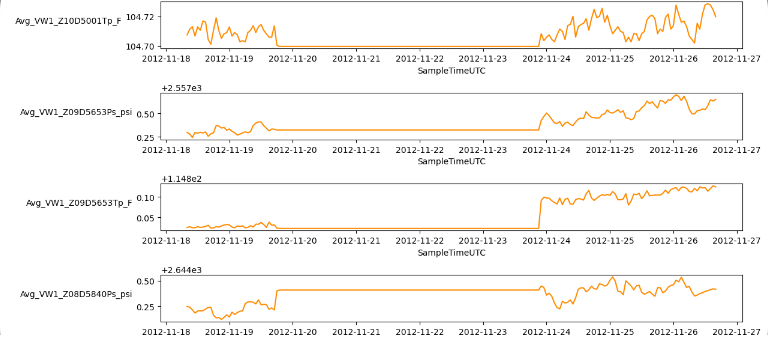 104.72
Avg_VW1_Z10D5001Tp_F
104.70
2012-11-18 2012-11-19 2012-11-20 2012-11-21 2012-11-22 2012-11-23 2012-11-24 2012-11-25 2012-11-26 2012-11-27
SampleTimeUTC
+2.557e3
Avg_VW1_Z09D5653Ps_psi
0.50
0.25
2012-11-18 2012-11-19 2012-11-20 2012-11-21 2012-11-22 2012-11-23 2012-11-24 2012-11-25 2012-11-26 2012-11-27
SampleTimeUTC
+1.148e2
0.10
Avg_VW1_Z09D5653Tp_F
0.05
2012-11-18 2012-11-19 2012-11-20 2012-11-21 2012-11-22 2012-11-23 2012-11-24 2012-11-25 2012-11-26 2012-11-27
SampleTimeUTC
+2.644e3
0.50
Avg_VW1_Z08D5840Ps_psi
0.25
2012-11-18 2012-11-19 2012-11-20 2012-11-21 2012-11-22 2012-11-23 2012-11-24 2012-11-25 2012-11-26 2012-11-27